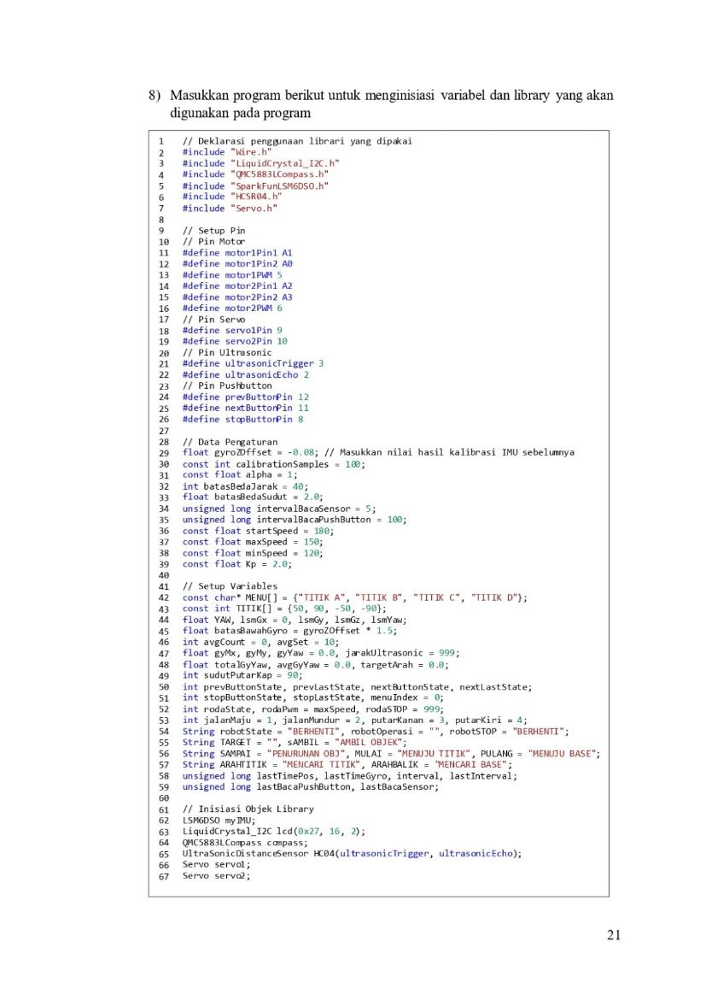 8) Masukkan program berikut untuk menginisiasi variabel dan library yang akan
digunakan pada program
1 // Deklarasi penggunaan librari yang dipakai
2 #include "Wire.h"
3 #include "LiquidCrystal_I2C.h"
4 #include "QMC5883LCompass.h"
5 #include "SparkFunLSM6DSO.h"
6 #include "HCSR04.h"
7 #include "Servo.h"
8
9 // Setup Pin
10 // Pin Motor
11 #define motor1Pin1 A1
12 #define motor1Pin2 A0
13 #define motor1PWM 5
14 #define motor2Pin1 A2
15 #define motor2Pin2 A3
16 #define motor2PWM 6
17 // Pin Servo
18 #define servo1Pin 9
19 #define servo2Pin 10
20 // Pin Ultrasonic
21 #define ultrasonicTrigger 3
22 #define ultrasonicEcho 2
23 // Pin Pushbutton
24 #define prevButtonPin 12
25 #define nextButtonPin 11
26 #define stopButtonPin 8
27
28 // Data Pengaturan
29 float gyroZOffset = -0.08; // Masukkan nilai hasil kalibrasi IMU sebelumnya
30 const int calibrationSamples = 100;
31 const float alpha = 1;
32 int batasBedaJarak = 40;
33 float batasBedaSudut = 2.0;
34 unsigned long intervalBacaSensor = 5;
35 unsigned long intervalBacaPushButton = 100;
36 const float startSpeed = 180;
37 const float maxSpeed = 150;
38 const float minSpeed = 120;
39 const float Kp = 2.0;
40
41 // Setup Variables
42 const char* MENU[] = {"TITIK A", "TITIK B", "TITIK C", "TITIK D"};
43 const int TITIK[] = {50, 90, -50, -90};
44 float YAW, lsmGx = 0, lsmGy, lsmGz, lsmYaw;
45 float batasBawahGyro = gyroZOffset * 1.5;
46 int avgCount = 0, avgSet = 10;
47 float gyMx, gyMy, gyYaw = 0.0, jarakUltrasonic = 999;
48 float totalGyYaw, avgGyYaw = 0.0, targetArah = 0.0;
49 int sudutPutarKap = 90;
50 int prevButtonState, prevLastState, nextButtonState, nextLastState;
51 int stopButtonState, stopLastState, menuIndex = 0;
52 int rodaState, rodaPwm = maxSpeed, rodaSTOP = 999;
53 int jalanMaju = 1, jalanMundur = 2, putarKanan = 3, putarKiri = 4;
54 String robotState = "BERHENTI", robotOperasi = "", robotSTOP = "BERHENTI";
55 String TARGET = "", sAMBIL = "AMBIL OBJEK";
56 String SAMPAI = "PENURUNAN OBJ", MULAI = "MENUJU TITIK", PULANG = "MENUJU BASE";
57 String ARAHTITIK = "MENCARI TITIK", ARAHBALIK = "MENCARI BASE";
58 unsigned long lastTimePos, lastTimeGyro, interval, lastInterval;
59 unsigned long lastBacaPushButton, lastBacaSensor;
60
61 // Inisiasi Objek Library
62 LSM6DSO myIMU;
63 LiquidCrystal_I2C lcd(0x27, 16, 2);
64 QMC5883LCompass compass;
65 UltraSonicDistanceSensor HC04(ultrasonicTrigger, ultrasonicEcho);
66 Servo servo1;
67 Servo servo2;
21